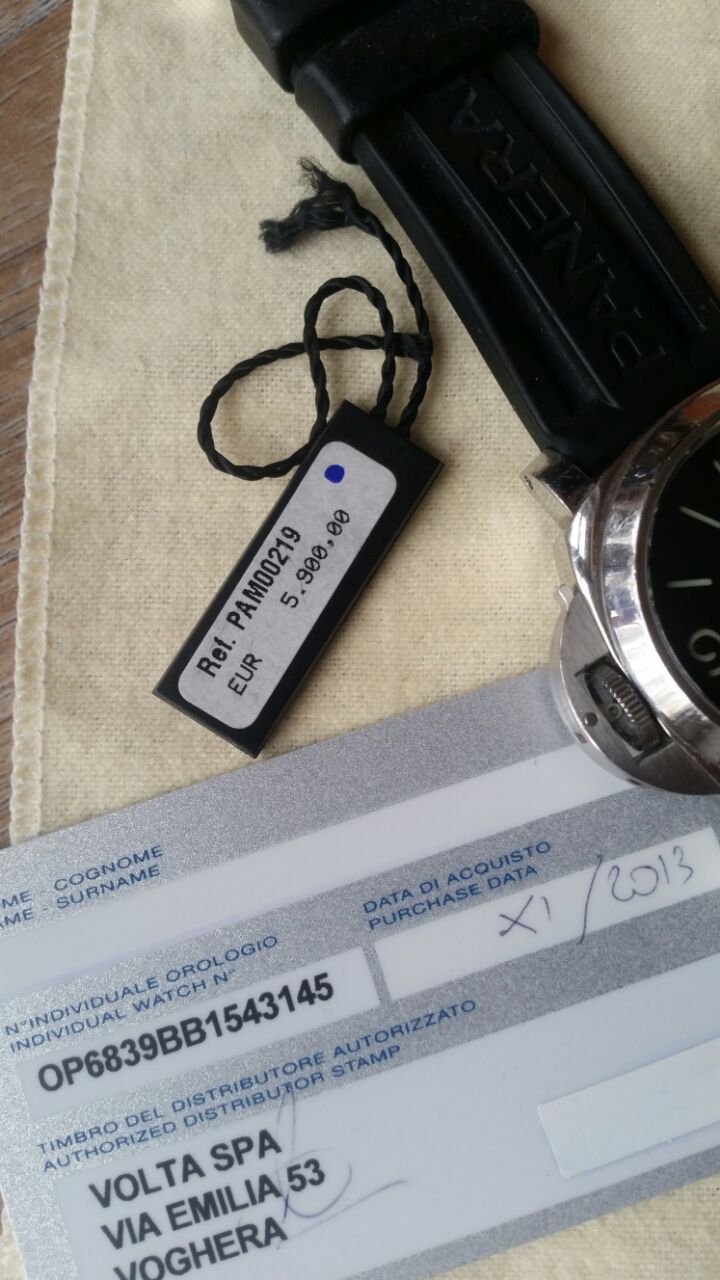 PANERA
Ref. PAM00219
EUR 5.900,00
ME - COGNOME
AME - SURNAME
DATA DI ACQUISTO
PURCHASE DATA
XI/2013
N°INDIVIDUALE OROLOGIO
INDIVIDUAL WATCH N°
OP6839BB1543145
TIMBRO DEL DISTRIBUTORE AUTORIZZATO
AUTHORIZED DISTRIBUTOR STAMP
VOLTA SPA
VIA EMILIA 53
VOGHERA